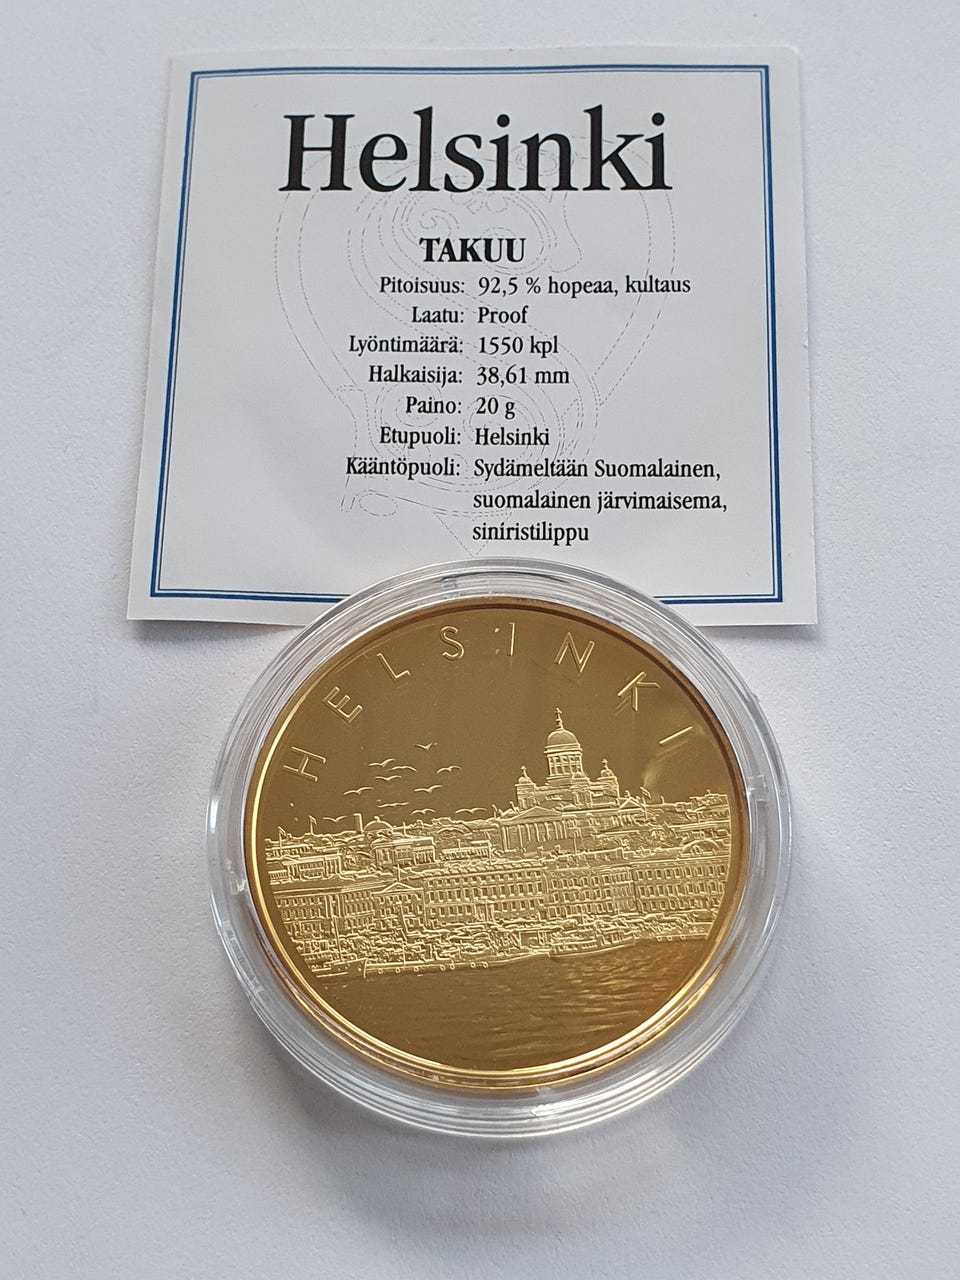 Helsinki
TAKUU
Pitoisuus: 92,5 % hopeaa, kultaus
Laatu: Proof
Lyöntimäärä: 1550 kpl
Halkaisija: 38,61 mm
Paino: 20 g
Etupuoli: Helsinki
Kääntöpuoli: Sydämeltään Suomalainen,
suomalainen järvimaisema,
siniristilippu
HELSINKI